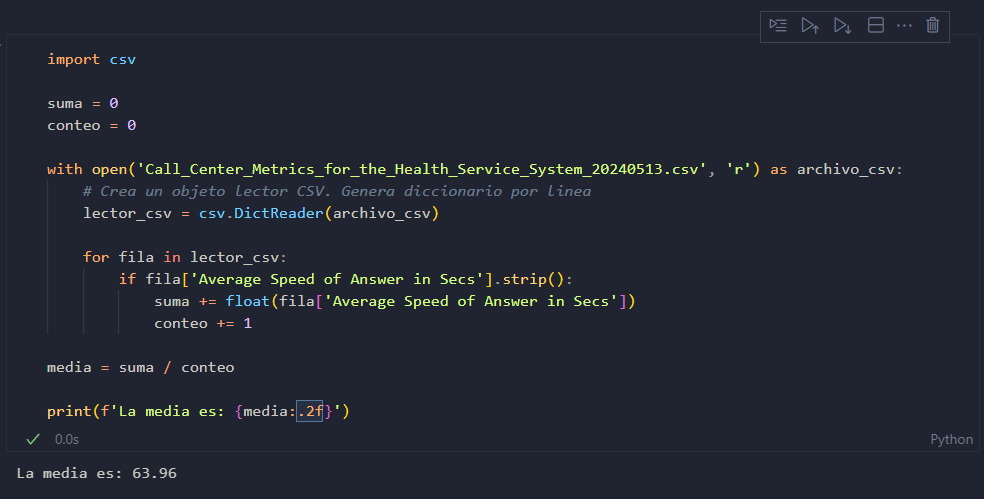 import csv
suma = 0
conteo = 0
with open('Call_Center_Metrics_for_the_Health_Service_System_20240513.csv', 'r') as archivo_csv:
# Crea un objeto lector CSV. Genera diccionario por linea
lector_csv = csv.DictReader(archivo_csv)
for fila in lector_csv:
if fila['Average Speed of Answer in Secs'].strip():
suma += float(fila['Average Speed of Answer in Secs'])
conteo += 1
media = suma / conteo
print(f'La media es: {media:.2f}')
0.0s
Python
La media es: 63.96